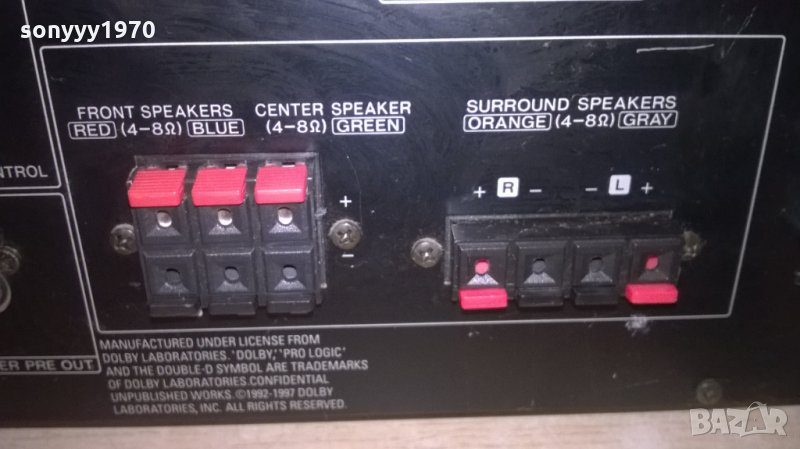 sonyyy1970
FRONT SPEAKERS
RED (4-8Ω) BLUE
CENTER SPEAKER
(4-8Ω) GREEN
SURROUND SPEAKERS
ORANGE (4-8Ω) GRAY
NTROL
+ R - - L +
+
-
ER PRE OUT
MANUFACTURED UNDER LICENSE FROM
DOLBY LABORATORIES. "DOLBY," "PRO LOGIC"
AND THE DOUBLE-D SYMBOL ARE TRADEMARKS
OF DOLBY LABORATORIES.CONFIDENTIAL
UNPUBLISHED WORKS ©1992-1997 DOLBY
LABORATORIES, INC. ALL RIGHTS RESERVED.
BAZAR